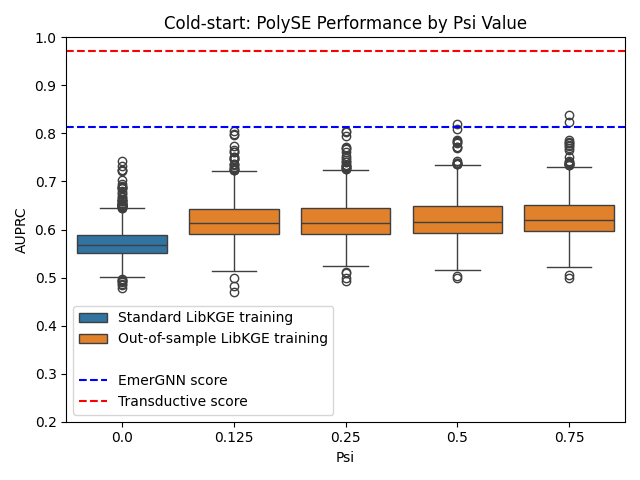 Cold-start: PolySE Performance by Psi Value
1.0
0.9
0.8
0.7
0.6
0.5
0.4
0.3
0.2
AUPRC
Standard LibKGE training
Out-of-sample LibKGE training
EmerGNN score
Transductive score
0.0
0.125
0.25
0.5
0.75
Psi